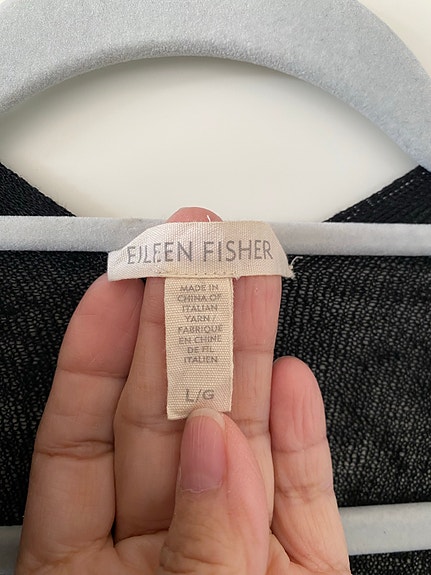 EILEEN FISHER
MADE IN
CHINA OF
ITALIAN
YARN /
FABRIQUÉ
EN CHINE
DE FIL
ITALIEN
L/G